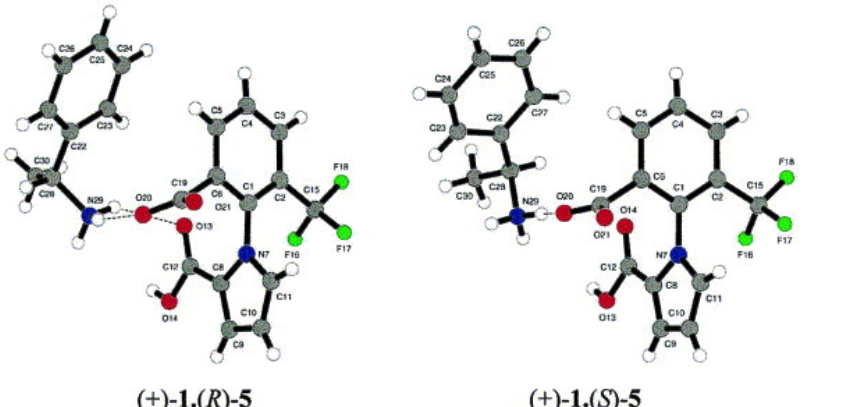 C26
C25
C24
C27
C23
C22
C30
C28
N29
O20
C19
O21
C5
C4
C3
C6
C1
C2
C15
F18
F17
F16
O13
N7
C12
C8
C11
O14
C10
C9
(+)-1.(R)-5
C26
C25
C24
C27
C23
C22
C30
C28
N29
O20
C19
O14
O21
C5
C4
C3
C6
C1
C2
C15
F18
F17
F16
N7
C12
C8
C11
O13
C10
C9
(+)-1.(S)-5